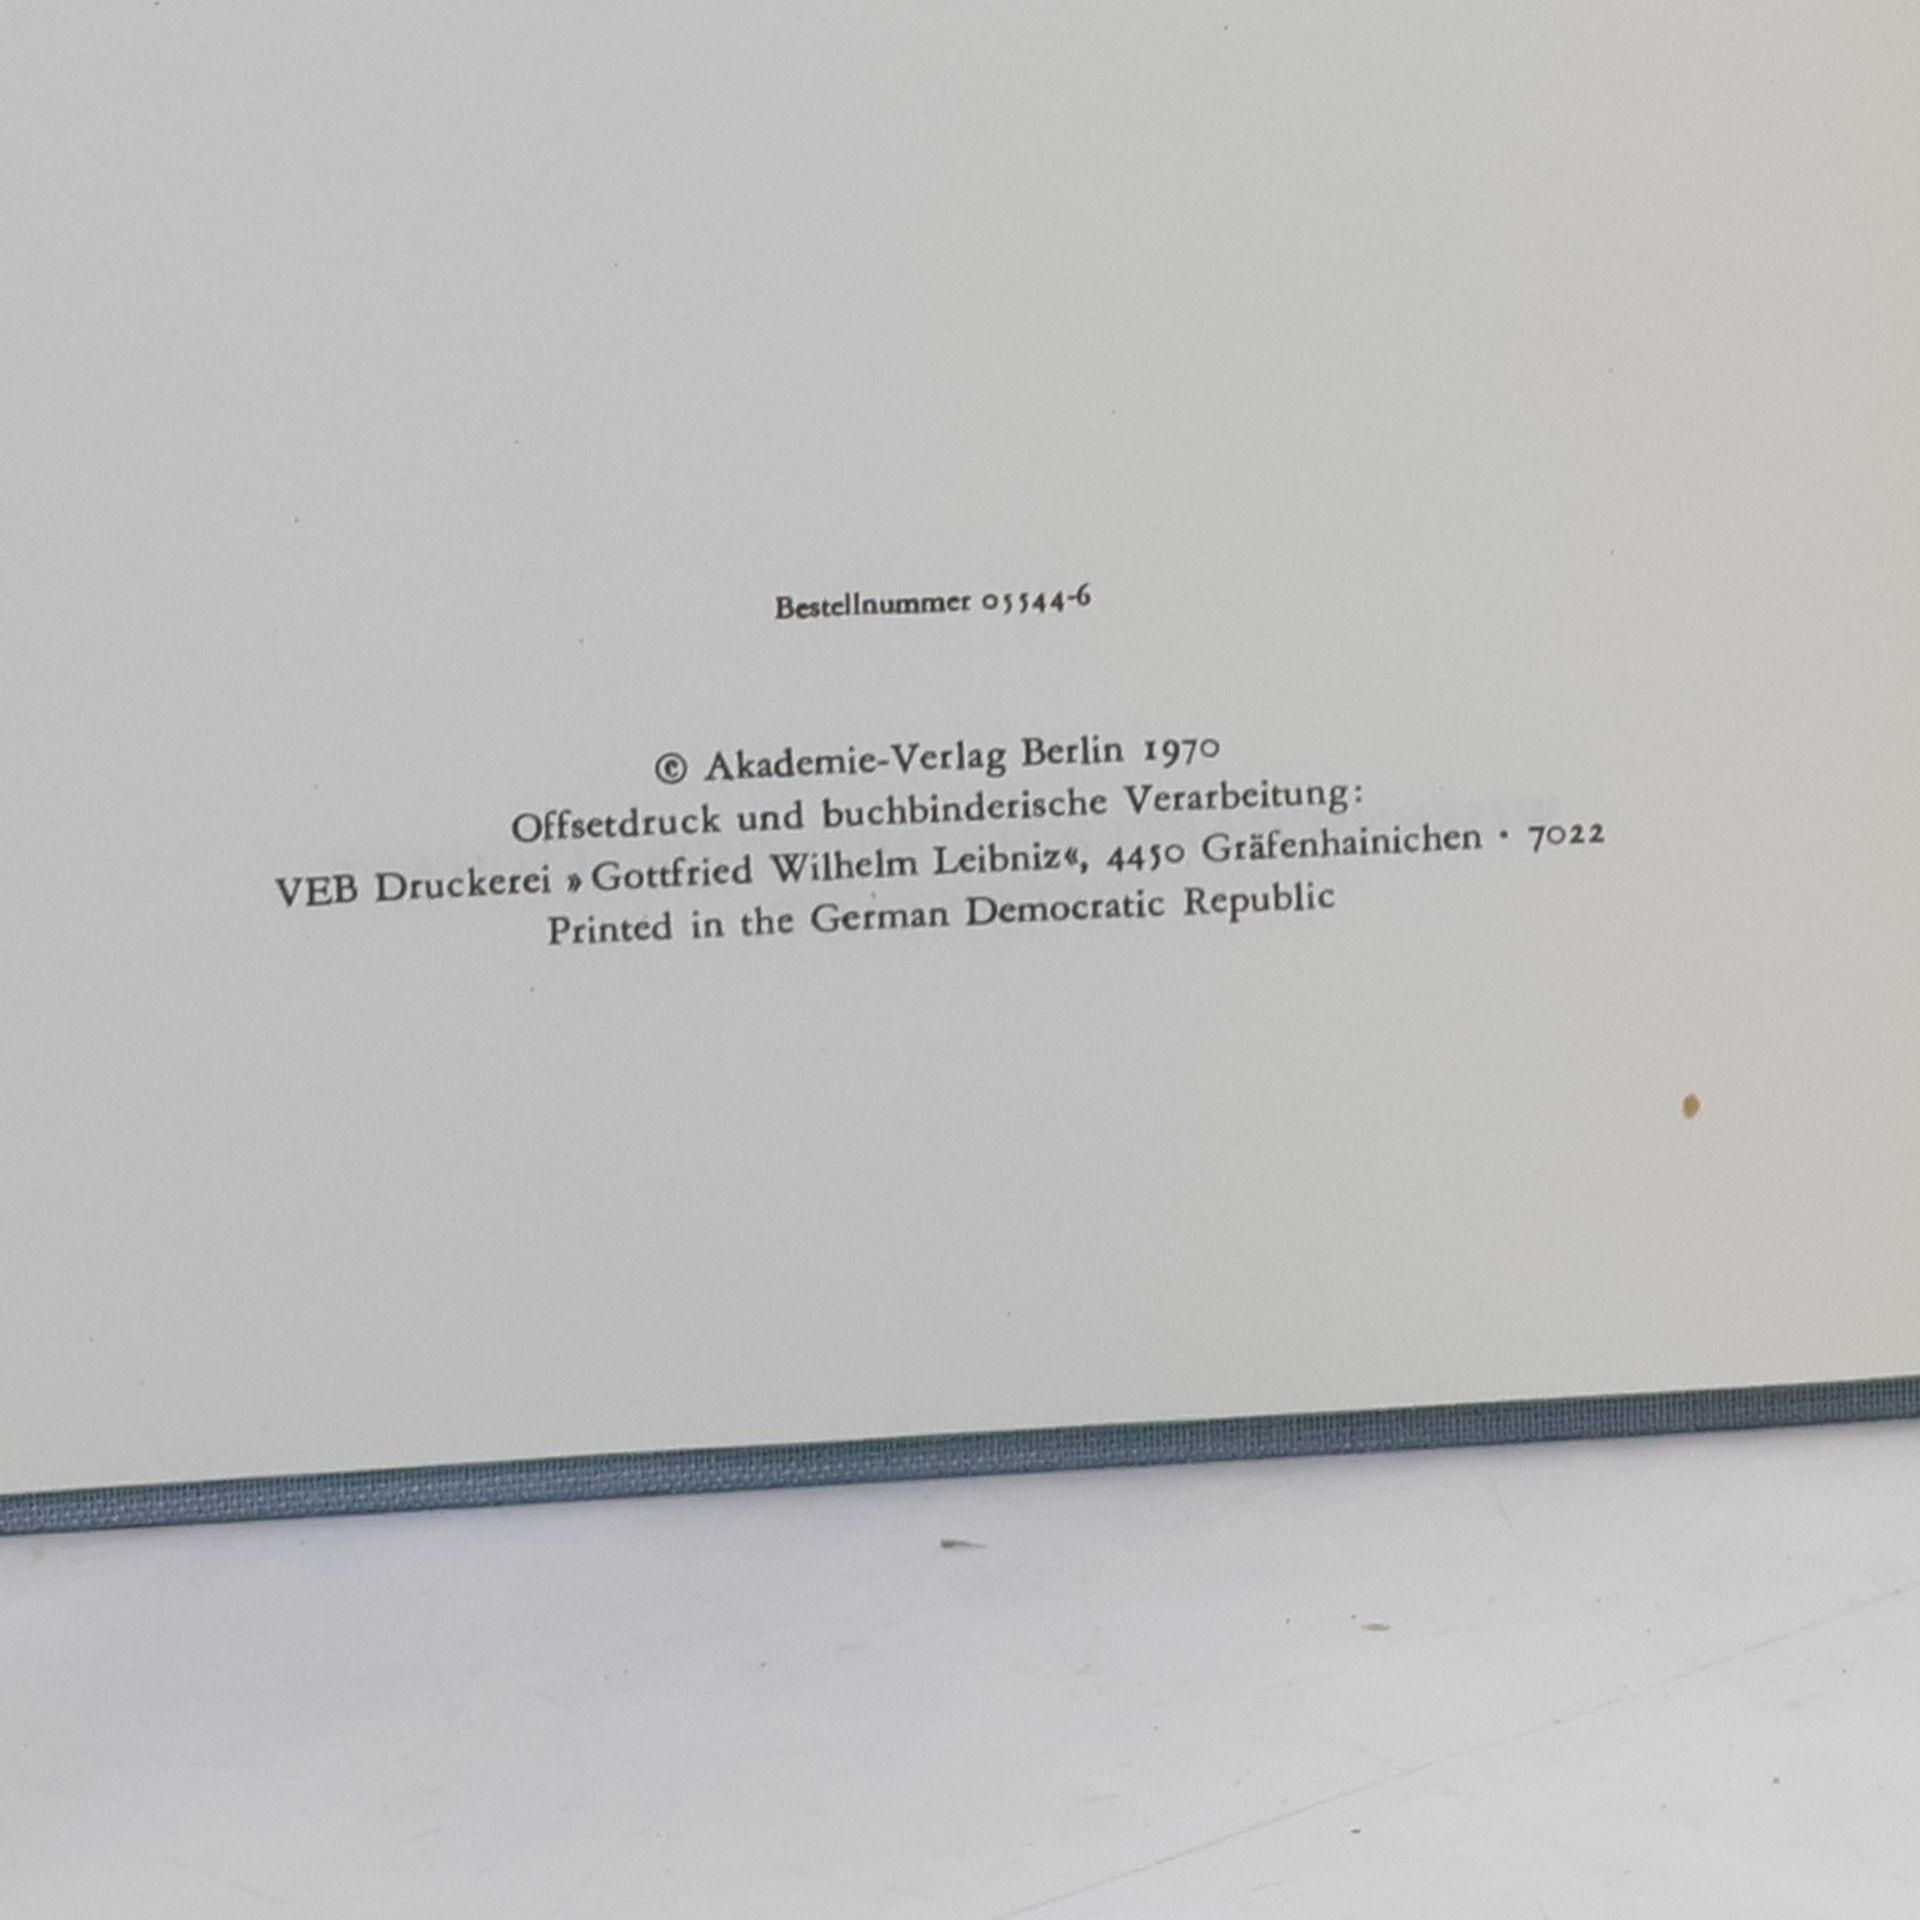 Bestellnummer 05544-6
© Akademie-Verlag Berlin 1970
Offsetdruck und buchbinderische Verarbeitung:
VEB Druckerei »Gottfried Wilhelm Leibniz«, 4450 Gräfenhainichen · 7022
Printed in the German Democratic Republic